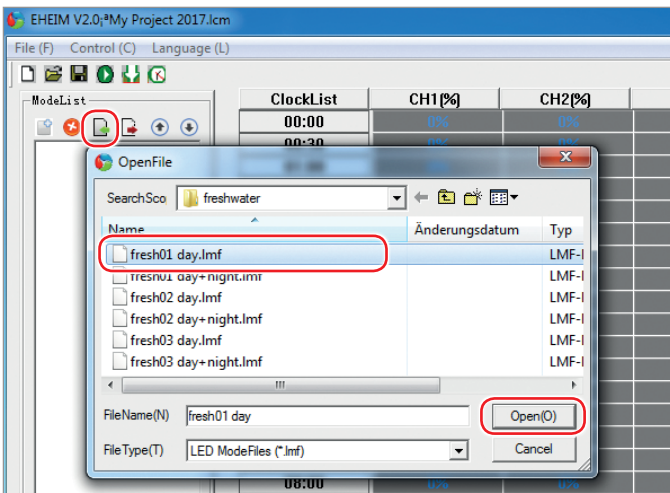 EHEIM V2.0;ªMy Project 2017.lcm
File (F) Control (C) Language (L)
ModeList
ClockList CH1(%) CH2(%)
00:00 0% 0%
00:30
OpenFile
SearchSco freshwater
Name Änderungsdatum Typ
fresh01 day.lmf LMF-
fresh01 day+night.lmf LMF-
fresh02 day.lmf LMF-
fresh02 day+night.lmf LMF-
fresh03 day.lmf LMF-
fresh03 day+night.lmf LMF-
FileName(N) fresh01 day Open(O)
FileType(T) LED ModeFiles (*.lmf) Cancel
08:00 0% 0%